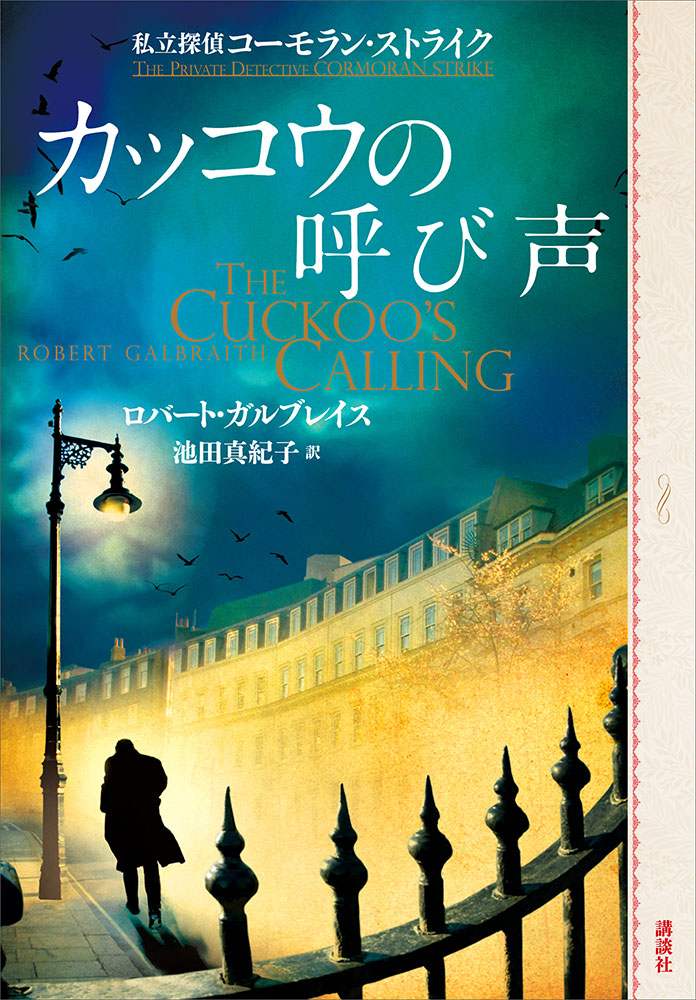 私立探偵コーモラン・ストライク
THE PRIVATE DETECTIVE CORMORAN STRIKE
カッコウの
呼び声
THE
CUCKOO'S
ROBERT GALBRAITH
CALLING
ロバート・ガルブレイス
池田真紀子 訳
講談社